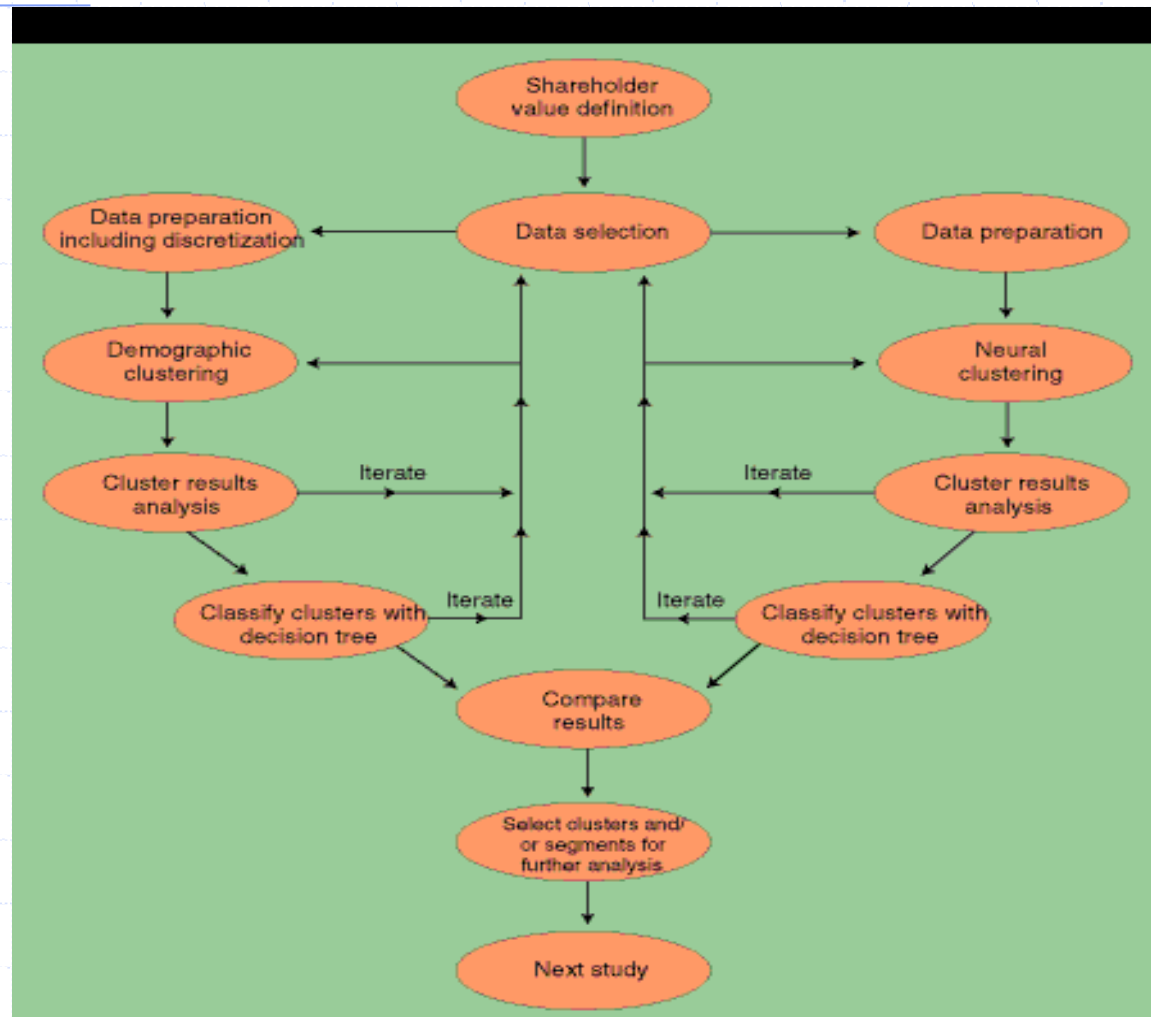 Shareholder
value definition
Data preparation
including discretization
Data selection
Data preparation
Demographic
clustering
Neural
clustering
Cluster results
analysis
Iterate
Iterate
Cluster results
analysis
Classify clusters with
decision tree
Iterate
Iterate
Classify clusters with
decision tree
Compare
results
Select clusters and/
or segments for
further analysis
Next study